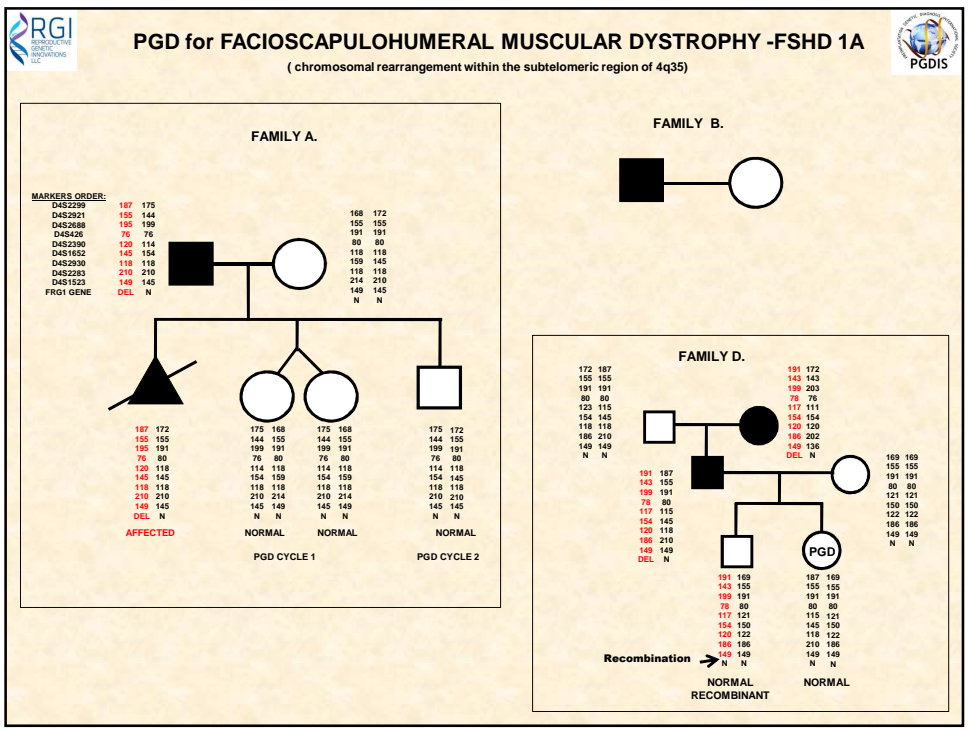 RGI
REPRODUCTIVE
GENETIC
INNOVATIONS
LLC
PGD for FACIOSCAPULOHUMERAL MUSCULAR DYSTROPHY -FSHD 1A
( chromosomal rearrangement within the subtelomeric region of 4q35)
PREIMPLANTATION GENETIC DIAGNOSIS INTERNATIONAL
PGDIS
FAMILY A.
MARKERS ORDER:
D4S2299 187 175
D4S2921 155 144
D4S2688 195 199
D4S426 76 76
D4S2390 120 114
D4S1652 145 154
D4S2930 118 118
D4S2283 210 210
D4S1523 149 145
FRG1 GENE DEL N
168 172
155 155
191 191
80 80
118 118
159 145
118 118
214 210
149 145
N N
187 172
155 155
195 191
76 80
120 118
145 145
118 118
210 210
149 145
DEL N
AFFECTED
175 168
144 155
199 191
76 80
114 118
154 159
118 118
210 214
145 149
N N
NORMAL
175 168
144 155
199 191
76 80
114 118
154 159
118 118
210 214
145 149
N N
NORMAL
PGD CYCLE 1
175 172
144 155
199 191
76 80
114 118
154 145
118 118
210 210
145 145
N N
NORMAL
PGD CYCLE 2
FAMILY B.
FAMILY D.
172 187
155 155
191 191
80 80
123 115
154 145
118 118
186 210
149 149
N N
191 172
143 143
199 203
78 76
117 111
154 154
120 120
186 202
149 136
DEL N
191 187
143 155
199 191
78 80
117 115
154 145
120 118
186 210
149 149
DEL N
169 169
155 155
191 191
80 80
121 121
150 150
122 122
186 186
149 149
N N
PGD
191 169
143 155
199 191
78 80
117 121
154 150
120 122
186 186
149 149
N N
Recombination
NORMAL
RECOMBINANT
187 169
155 155
191 191
80 80
115 121
145 150
118 122
210 186
149 149
N N
NORMAL